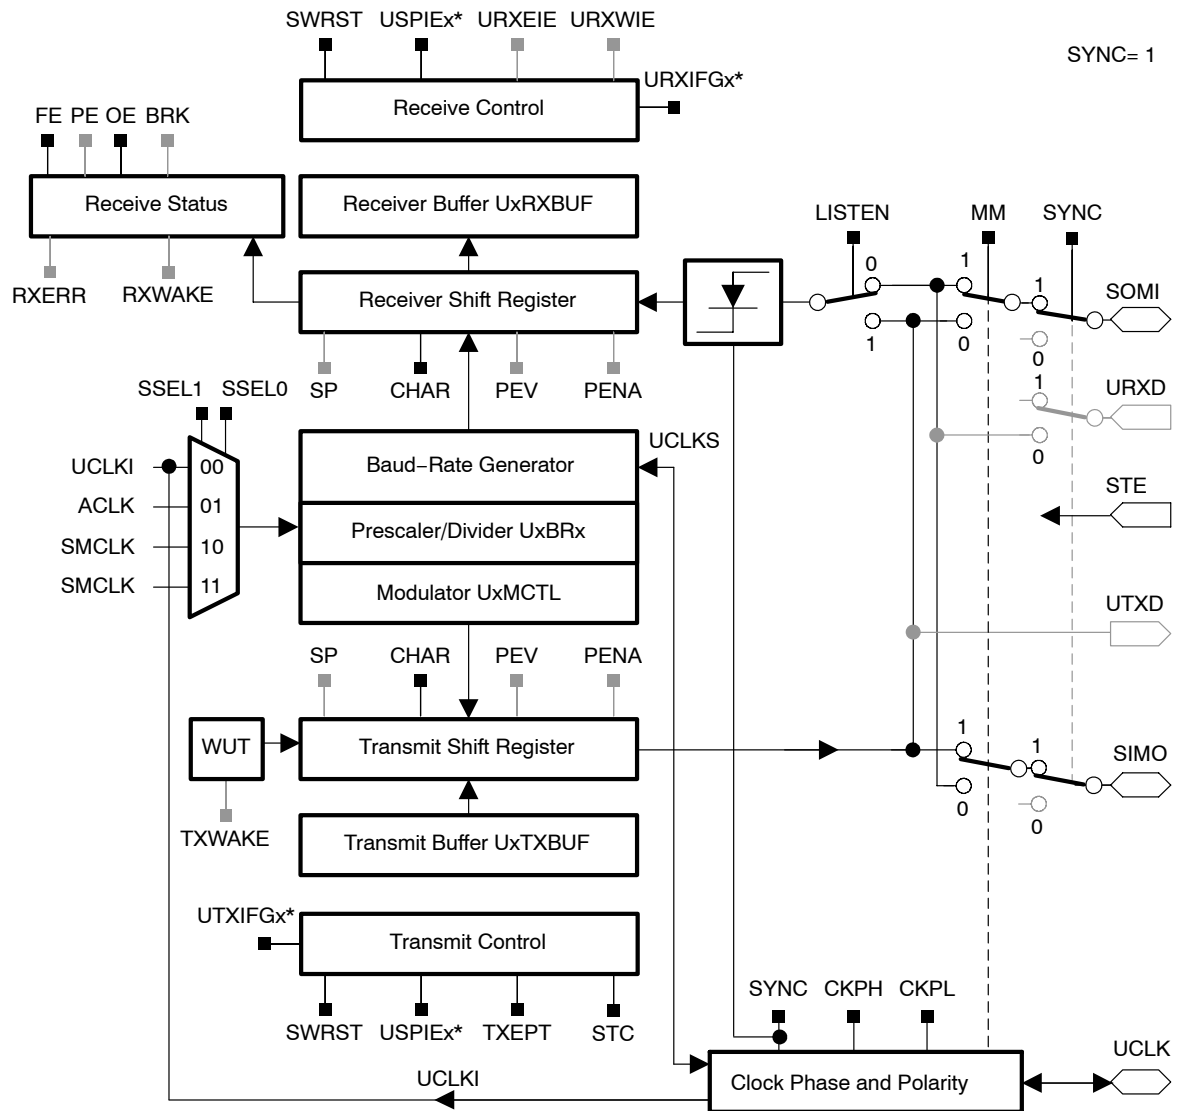 SWRST USPIEx* URXEIE URXWIE
SYNC= 1
URXIFGx*
Receive Control
FE PE OE BRK
Receive Status
Receiver Buffer UxRXBUF
LISTEN MM SYNC
RXERR RXWAKE
Receiver Shift Register
0 1 1
SOMI
1 0 0
SP CHAR PEV PENA
SSEL1 SSEL0
1
URXD
UCLKS
0
UCLKI
00
Baud–Rate Generator
ACLK
01
STE
Prescaler/Divider UxBRx
SMCLK
10
SMCLK
11
Modulator UxMCTL
UTXD
SP CHAR PEV PENA
WUT
Transmit Shift Register
1 1
SIMO
0 0
TXWAKE
Transmit Buffer UxTXBUF
UTXIFGx*
Transmit Control
SYNC CKPH CKPL
SWRST USPIEx* TXEPT STC
UCLK
UCLKI
Clock Phase and Polarity